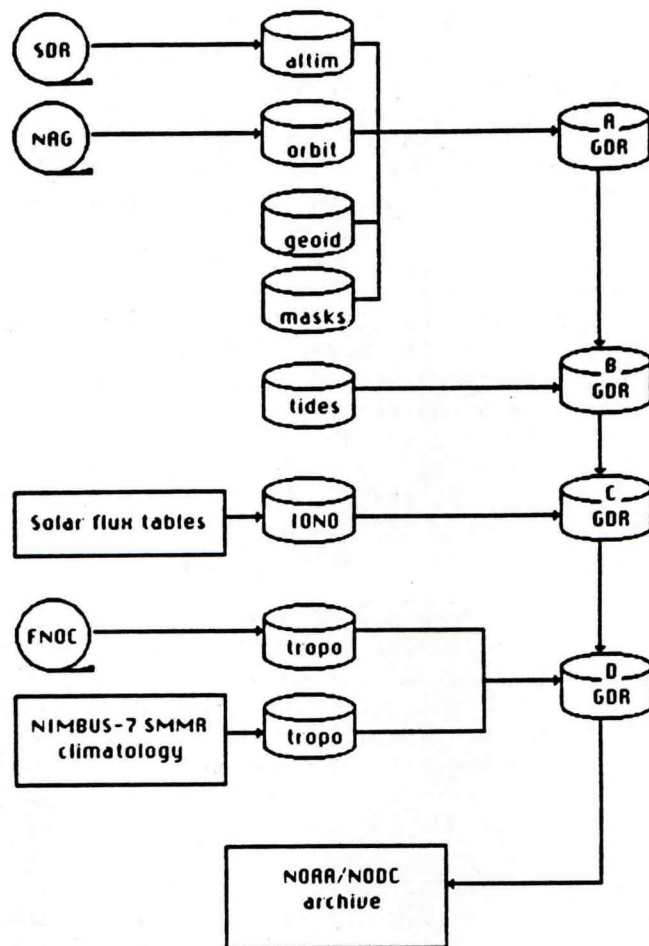 SDR
altim
NAG
orbit
A
GDR
geoid
masks
tides
B
GDR
Solar flux tables
IONO
C
GDR
FNOC
tropo
D
GDR
NIMBUS-7 SMMR
climatology
tropo
NOAA/NODC
archive